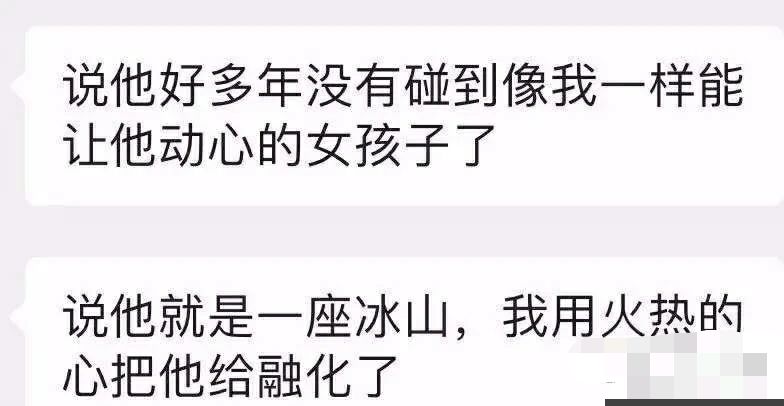 说他好多年没有碰到像我一样能
让他动心的女孩子了
说他就是一座冰山，我用火热的
心把他给融化了